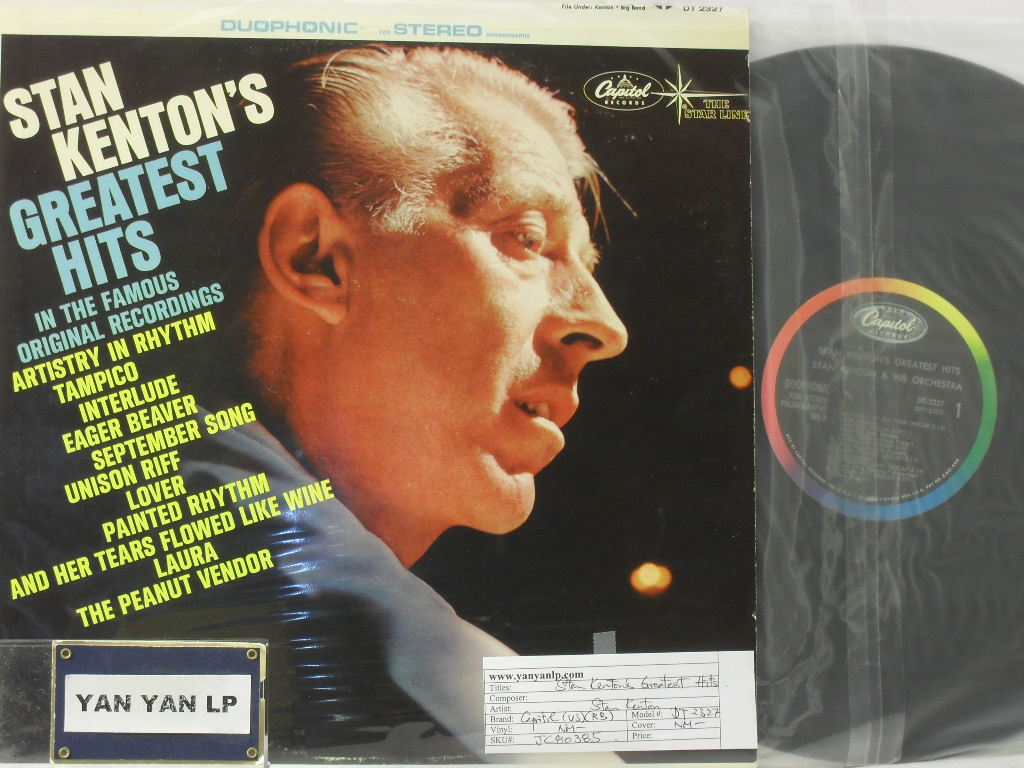 File Under: Kenton • Big Band DT 2327
DUOPHONIC FOR STEREO PHONOGRAPHS
Capitol
RECORDS
THE
STAR LINE
STAN
KENTON'S
GREATEST
HITS
IN THE FAMOUS
ORIGINAL RECORDINGS
ARTISTRY IN RHYTHM
TAMPICO
INTERLUDE
EAGER BEAVER
SEPTEMBER SONG
UNISON RIFF
LOVER
PAINTED RHYTHM
AND HER TEARS FLOWED LIKE WINE
LAURA
THE PEANUT VENDOR
YAN YAN LP
www.yanyanlp.com
Titles: Stan Kenton's Greatest Hits
Composer:
Artist: Stan Kenton
Brand: Capitol (US)(RB) Model #: DT 2327
Vinyl: NM- Cover: NM-
SKU#: JC80385 Price:
Capitol
STAN KENTON'S GREATEST HITS
STAN KENTON & HIS ORCHESTRA
DUOPHONIC
FOR STEREO
PHONOGRAPHS
DT-2327
1